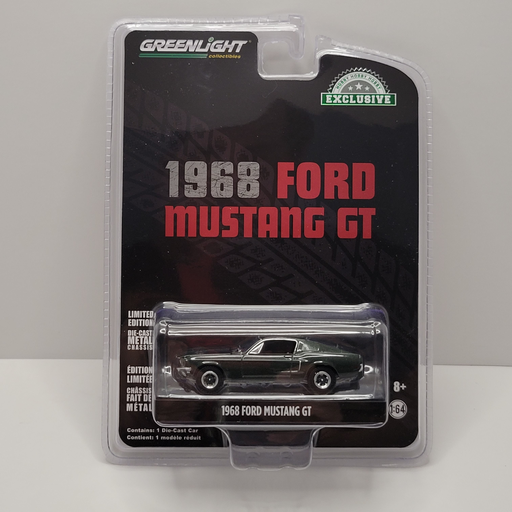 GREENLIGHT
collectibles
HOBBY
EXCLUSIVE
1968 FORD
MUSTANG GT
LIMITED
EDITION
DIE-CAST
METAL
CHASSIS
ÉDITION
LIMITÉE
CHÂSSIS
FAIT DE
MÉTAL
8+
1968 FORD MUSTANG GT
1:64
Contains: 1 Die-Cast Car
Contient: 1 modèle réduit